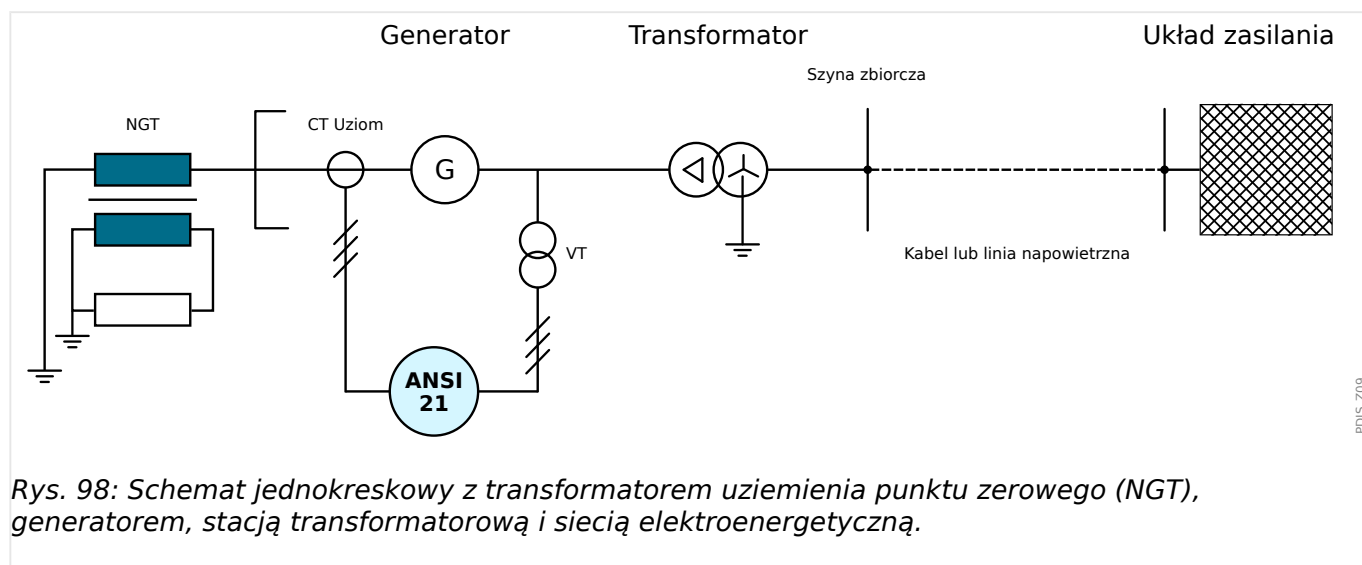 Generator
Transformator
Układ zasilania
Szyna zbiorcza
NGT
CT Uziom
G
VT
Kabel lub linia napowietrzna
ANSI
21
PDIS_Z09
Rys. 98: Schemat jednokreskowy z transformatorem uziemienia punktu zerowego (NGT),
generatorem, stacją transformatorową i siecią elektroenergetyczną.